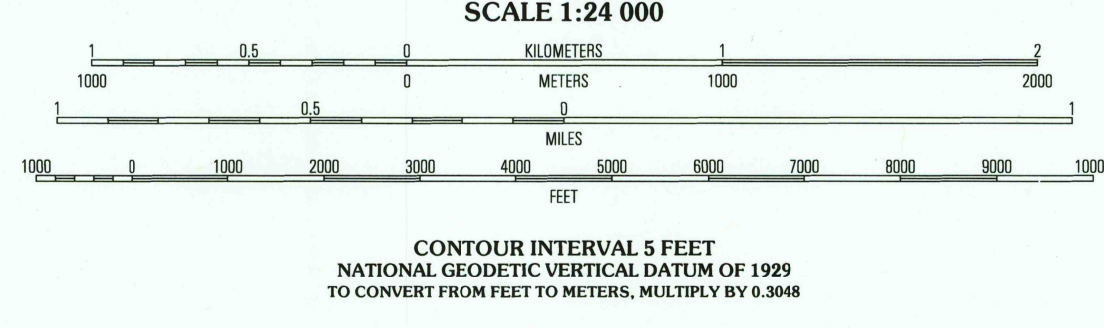 SCALE 1:24 000
1 0.5 0 KILOMETERS 1 2
1000 0 METERS 1000 2000
1 0.5 0 1
MILES
1000 0 1000 2000 3000 4000 5000 6000 7000 8000 9000 1000
FEET
CONTOUR INTERVAL 5 FEET
NATIONAL GEODETIC VERTICAL DATUM OF 1929
TO CONVERT FROM FEET TO METERS, MULTIPLY BY 0.3048